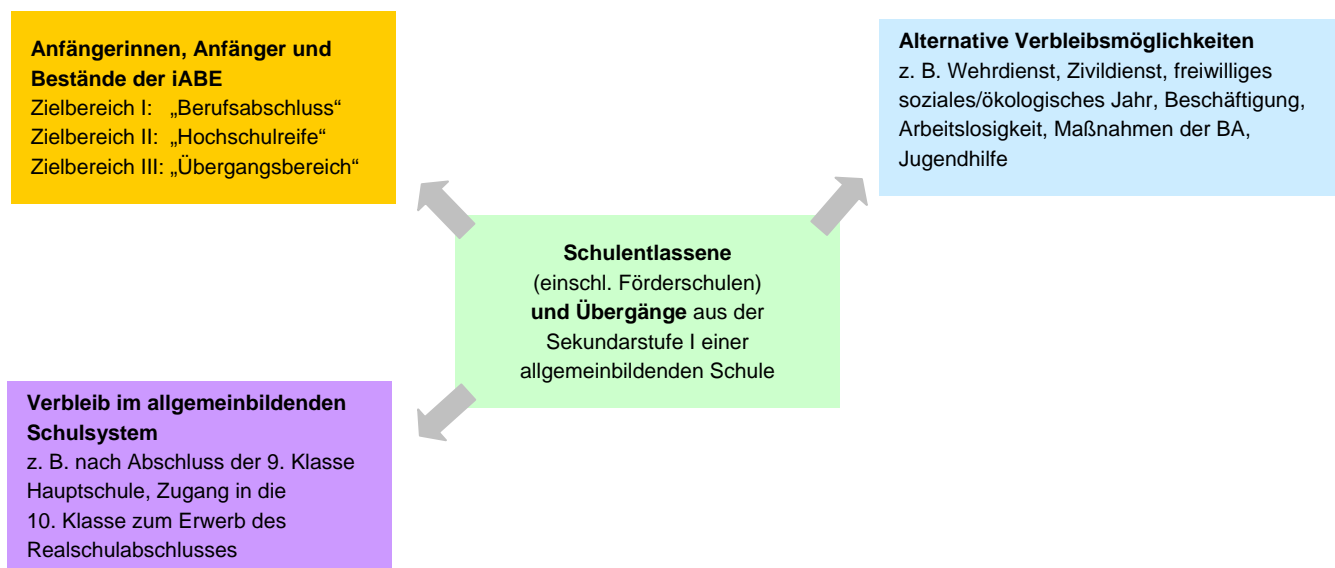 Anfängerinnen, Anfänger und
Bestände der iABE
Zielbereich I: „Berufsabschluss“
Zielbereich II: „Hochschulreife“
Zielbereich III: „Übergangsbereich“
Alternative Verbleibsmöglichkeiten
z. B. Wehrdienst, Zivildienst, freiwilliges
soziales/ökologisches Jahr, Beschäftigung,
Arbeitslosigkeit, Maßnahmen der BA,
Jugendhilfe
Schulentlassene
(einschl. Förderschulen)
und Übergänge aus der
Sekundarstufe I einer
allgemeinbildenden Schule
Verbleib im allgemeinbildenden
Schulsystem
z. B. nach Abschluss der 9. Klasse
Hauptschule, Zugang in die
10. Klasse zum Erwerb des
Realschulabschlusses